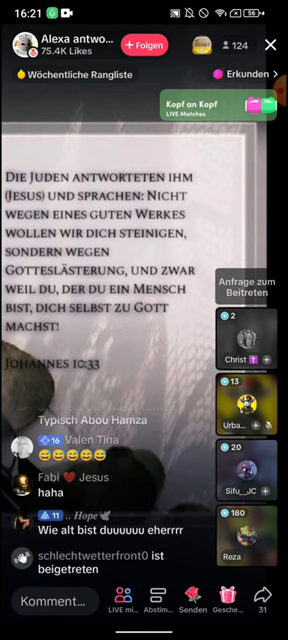 16:21
56
Alexa antwo...
75.4K Likes
+ Folgen
124
Wöchentliche Rangliste
Erkunden >
Kopf an Kopf
LIVE Matches
DIE JUDEN ANTWORTETEN IHM
(JESUS) UND SPRACHEN: NICHT
WEGEN EINES GUTEN WERKES
WOLLEN WIR DICH STEINIGEN,
SONDERN WEGEN
GOTTESLÄSTERUNG, UND ZWAR
WEIL DU, DER DU EIN MENSCH
BIST, DICH SELBST ZU GOTT
MACHST!
JOHANNES 10:33
Anfrage zum
Beitreten
2
Christ ✝️
13
Urba...
20
Sifu_JC
180
Reza
Typisch Abou Hamza
16 Valen Tina
😅😅😅😅😅
Fabi ❤️ Jesus
haha
11 .. Hope🕊
Wie alt bist duuuuuu eherrrr
schlechtwetterfront0 ist
beigetreten
Komment...
LIVE mi...
Abstim...
Senden
Gesche...
31